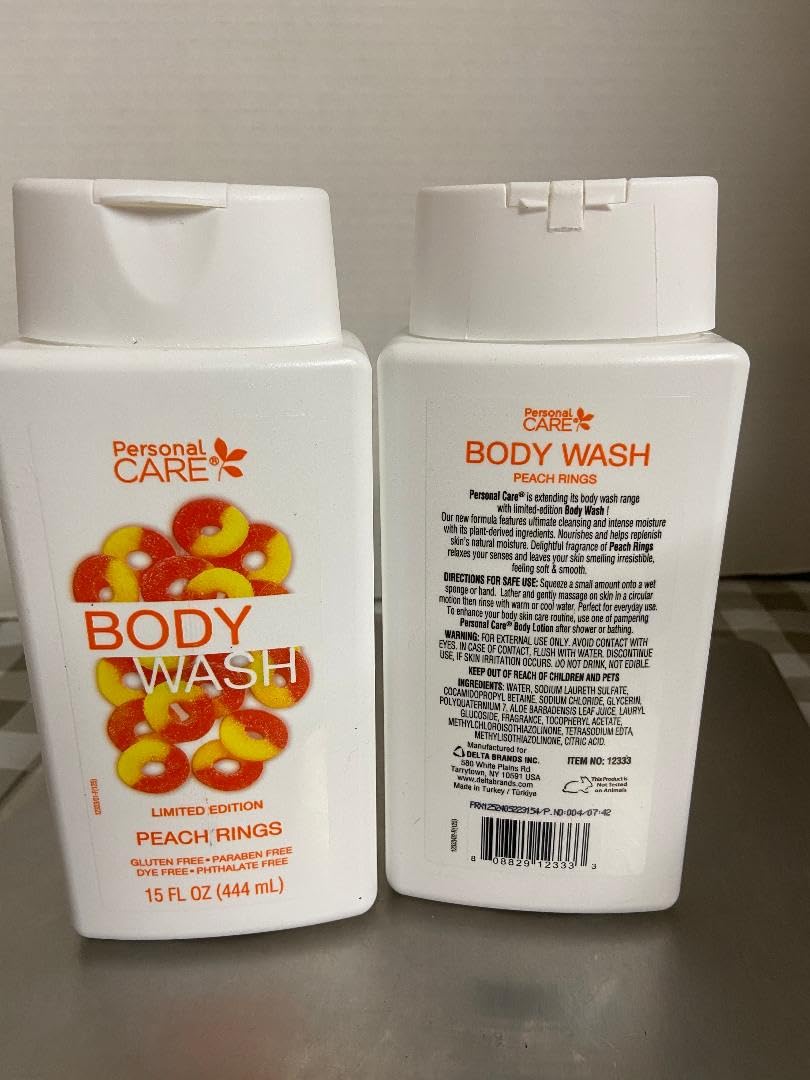 Personal
CARE®
BODY
WASH
LIMITED EDITION
PEACH RINGS
GLUTEN FREE • PARABEN FREE
DYE FREE • PHTHALATE FREE
15 FL OZ (444 mL)
Personal
CARE
BODY WASH
PEACH RINGS
Personal Care® is extending its body wash range
with limited-edition Body Wash !
Our new formula features ultimate cleansing and intense moisture
with its plant-derived ingredients. Nourishes and helps replenish
skin's natural moisture. Delightful fragrance of Peach Rings
relaxes your senses and leaves your skin smelling irresistible,
feeling soft & smooth.
DIRECTIONS FOR SAFE USE: Squeeze a small amount onto a wet
sponge or hand. Lather and gently massage on skin in a circular
motion then rinse with warm or cool water. Perfect for everyday use.
To enhance your body skin care routine, use one of pampering
Personal Care® Body Lotion after shower or bathing.
WARNING: FOR EXTERNAL USE ONLY. AVOID CONTACT WITH
EYES. IN CASE OF CONTACT, FLUSH WITH WATER. DISCONTINUE
USE, IF SKIN IRRITATION OCCURS. DO NOT DRINK, NOT EDIBLE.
KEEP OUT OF REACH OF CHILDREN AND PETS
INGREDIENTS: WATER, SODIUM LAURETH SULFATE,
COCAMIDOPROPYL BETAINE, SODIUM CHLORIDE, GLYCERIN,
POLYQUATERNIUM 7, ALOE BARBADENSIS LEAF JUICE, LAURYL
GLUCOSIDE, FRAGRANCE, TOCOPHERYL ACETATE,
METHYLCHLOROISOTHIAZOLINONE, TETRASODIUM EDTA,
METHYLISOTHIAZOLINONE, CITRIC ACID.
Manufactured for
DELTA BRANDS INC.
580 White Plains Rd
Tarrytown, NY 10591 USA
www.deltabrands.com
Made in Turkey / Türkiye
ITEM NO: 12333
This Product is
Not Tested
on Animals
8 08829 12333 3